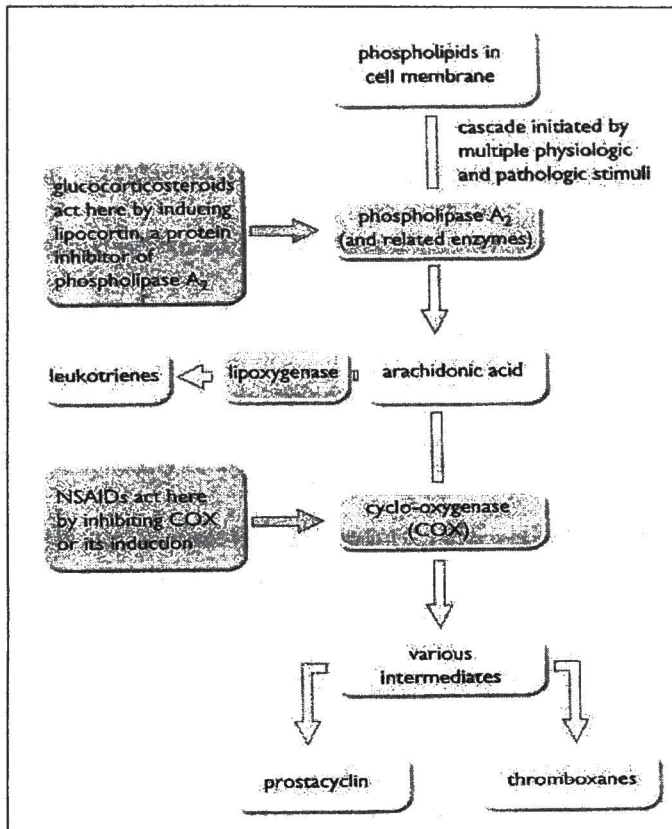 phospholipids in
cell membrane
cascade initiated by
multiple physiologic
and pathologic stimuli
glucocorticosteroids
act here by inducing
lipocortin, a protein
inhibitor of
phospholipase A₂
phospholipase A₂
(and related enzymes)
leukotrienes
lipoxygenase
arachidonic acid
NSAIDs act here
by inhibiting COX
or its induction
cyclo-oxygenase
(COX)
various
intermediates
prostacyclin
thromboxanes